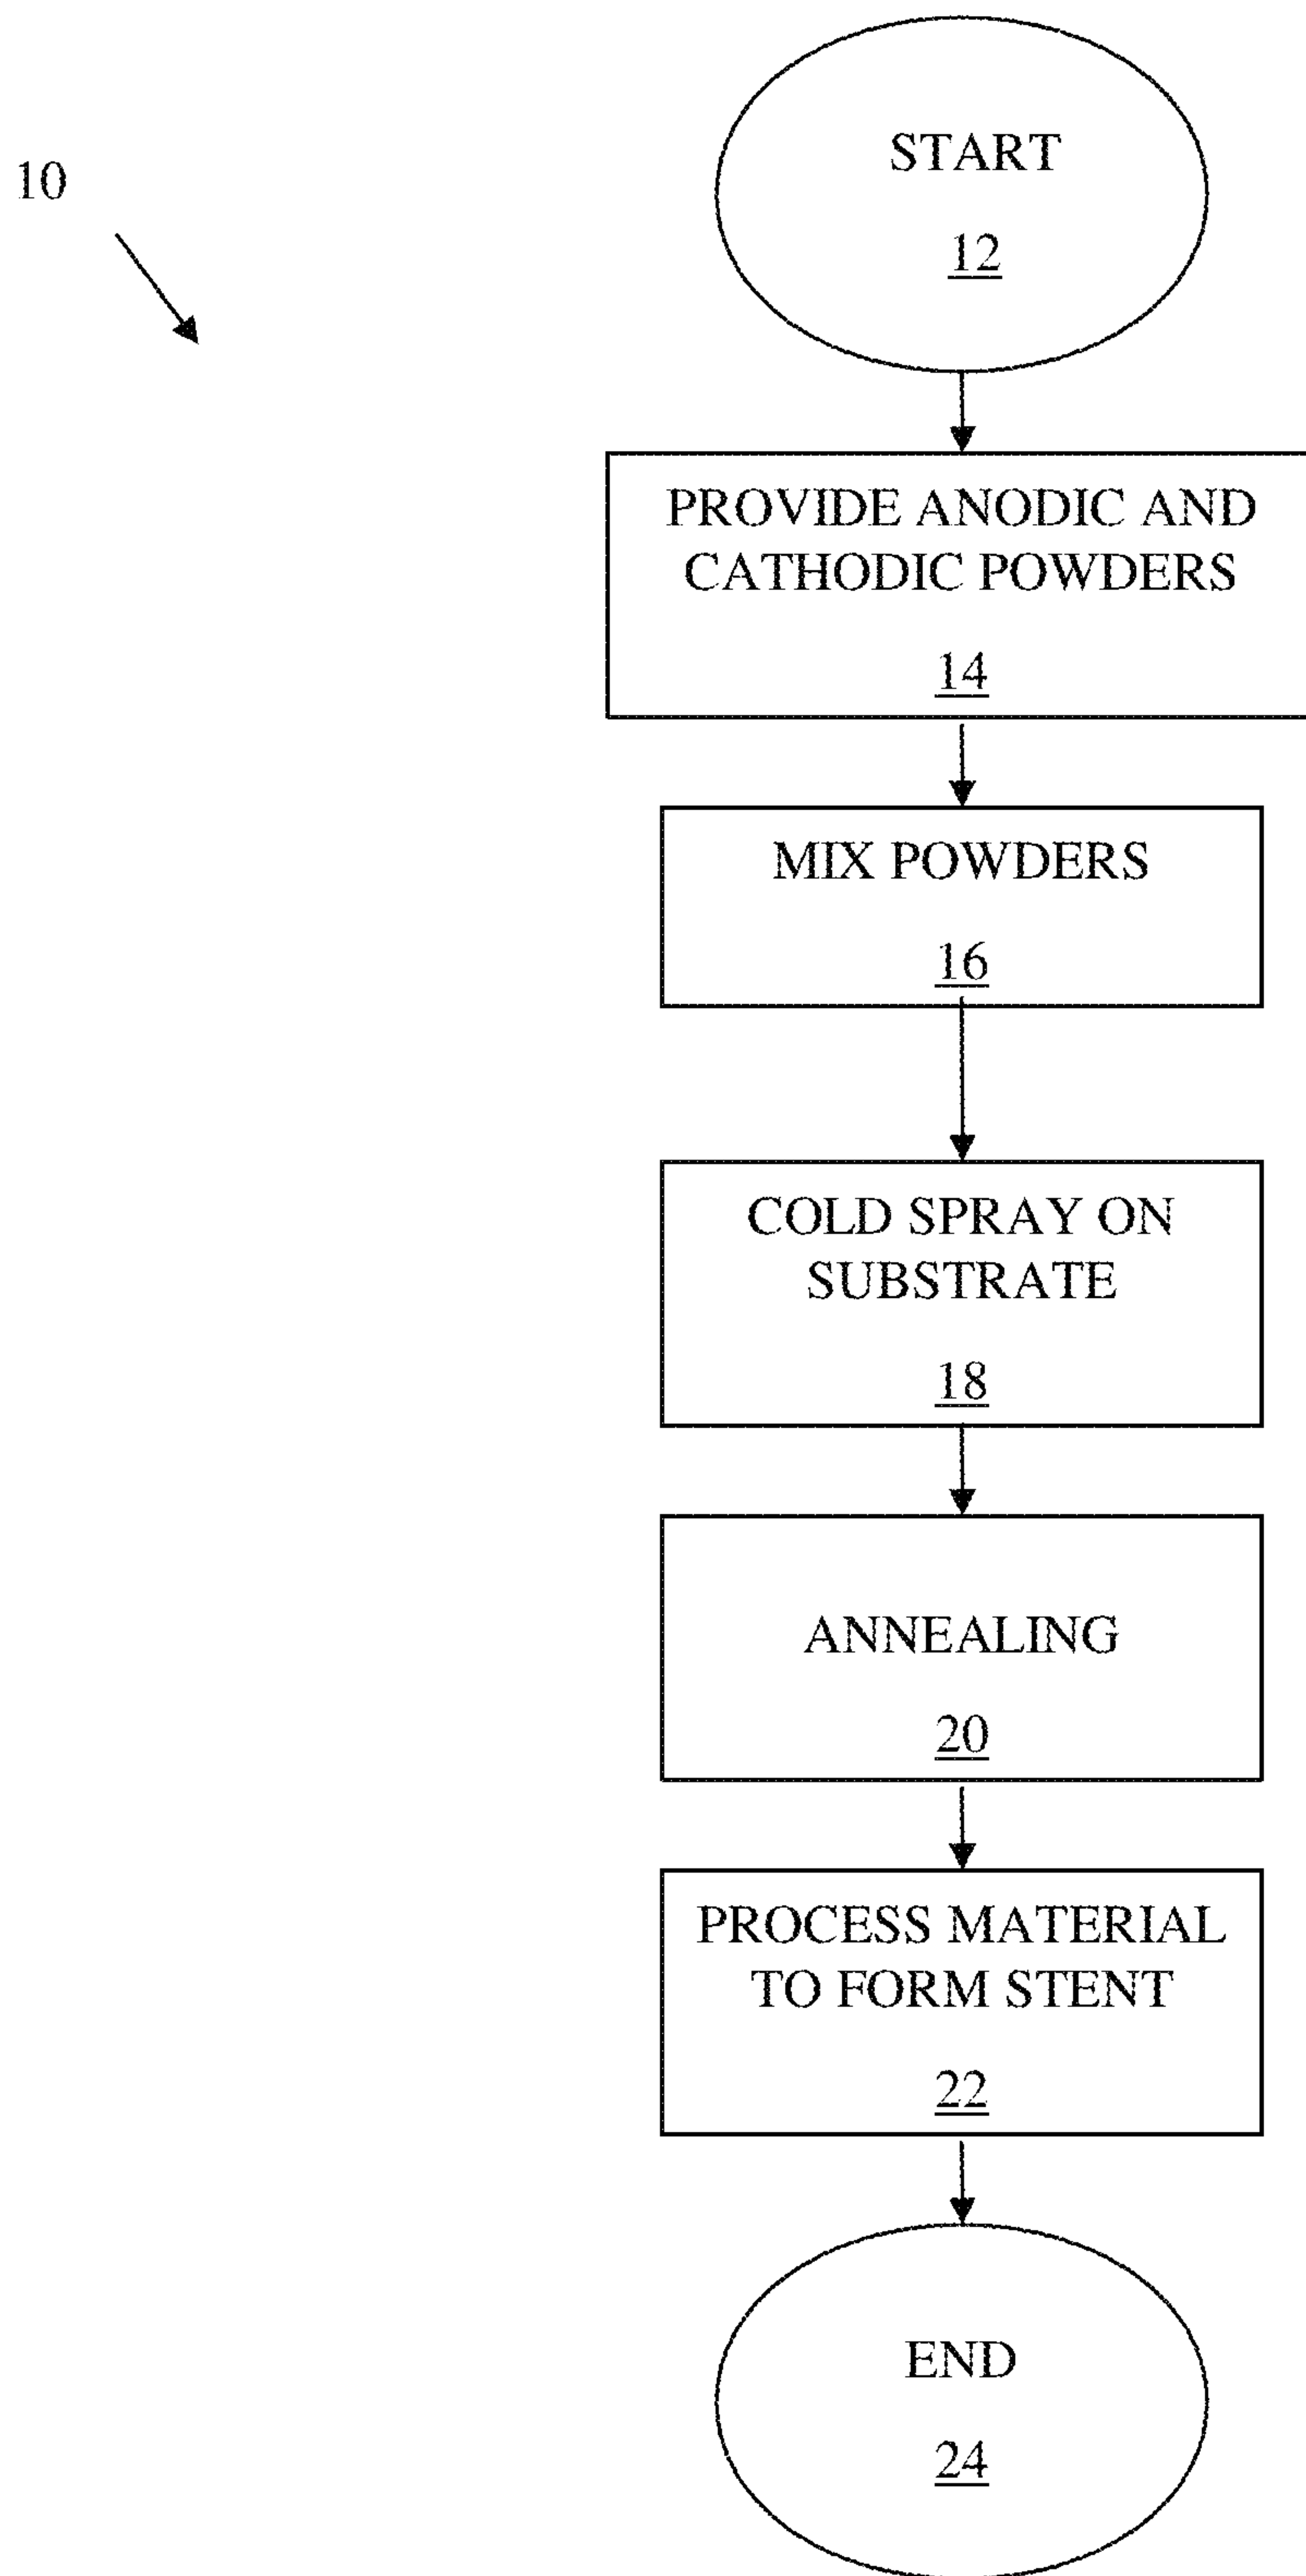 10
START
12
PROVIDE ANODIC AND
CATHODIC POWDERS
14
MIX POWDERS
16
COLD SPRAY ON
SUBSTRATE
18
ANNEALING
20
PROCESS MATERIAL
TO FORM STENT
22
END
24